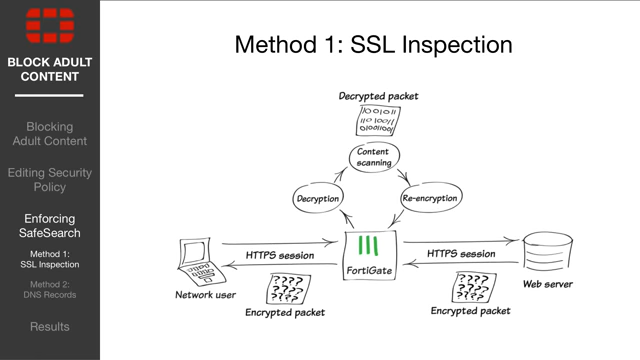 BLOCK ADULT
CONTENT
Blocking
Adult Content
Editing Security
Policy
Enforcing
SafeSearch
Method 1:
SSL Inspection
Method 2:
DNS Records
Results
Method 1: SSL Inspection
Decrypted packet
Content
scanning
Decryption
Re-encryption
HTTPS session
FortiGate
HTTPS session
Network user
Web server
????
????
????
Encrypted packet
Encrypted packet